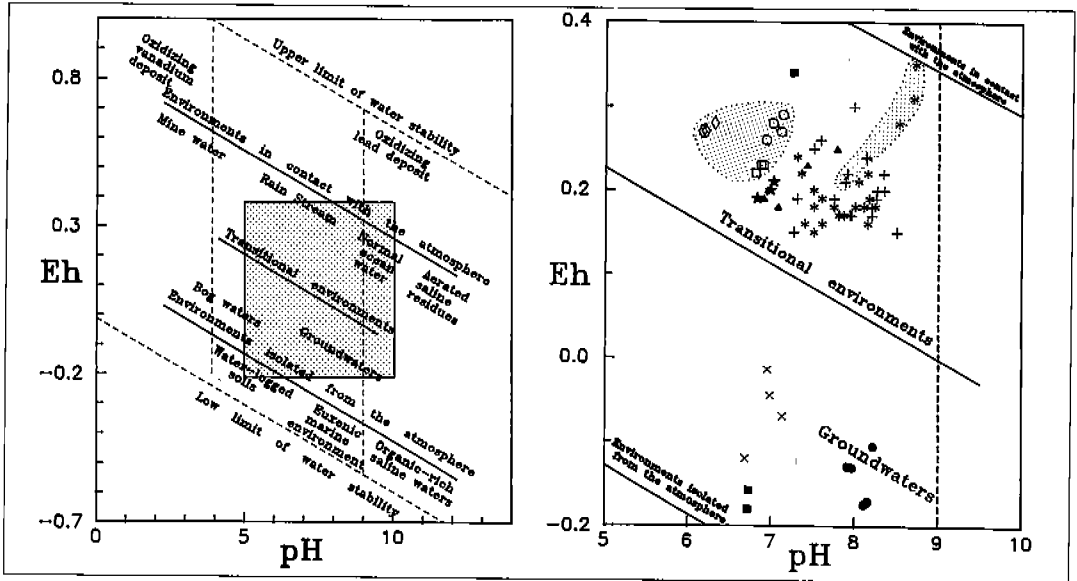 Oxidizing
vanadium
deposit
Upper limit of water stability
0.8
Environments in contact with the atmosphere
Mine water
Oxidizing
lead deposit
Rain Stream
Normal
ocean
water
0.3
Eh
Transitional environments
Aerated
saline
residues
Bog waters
Groundwaters
Environments isolated from the atmosphere
-0.2
Water-logged
soils
Euxenic
marine
environment
Organic-rich
saline waters
Low limit of water stability
-0.7
0
5
10
pH
0.4
Environments in contact
with the atmosphere
0.2
Transitional environments
Eh
0.0
Groundwaters
Environments isolated
from the atmosphere
-0.2
5
6
7
8
9
10
pH